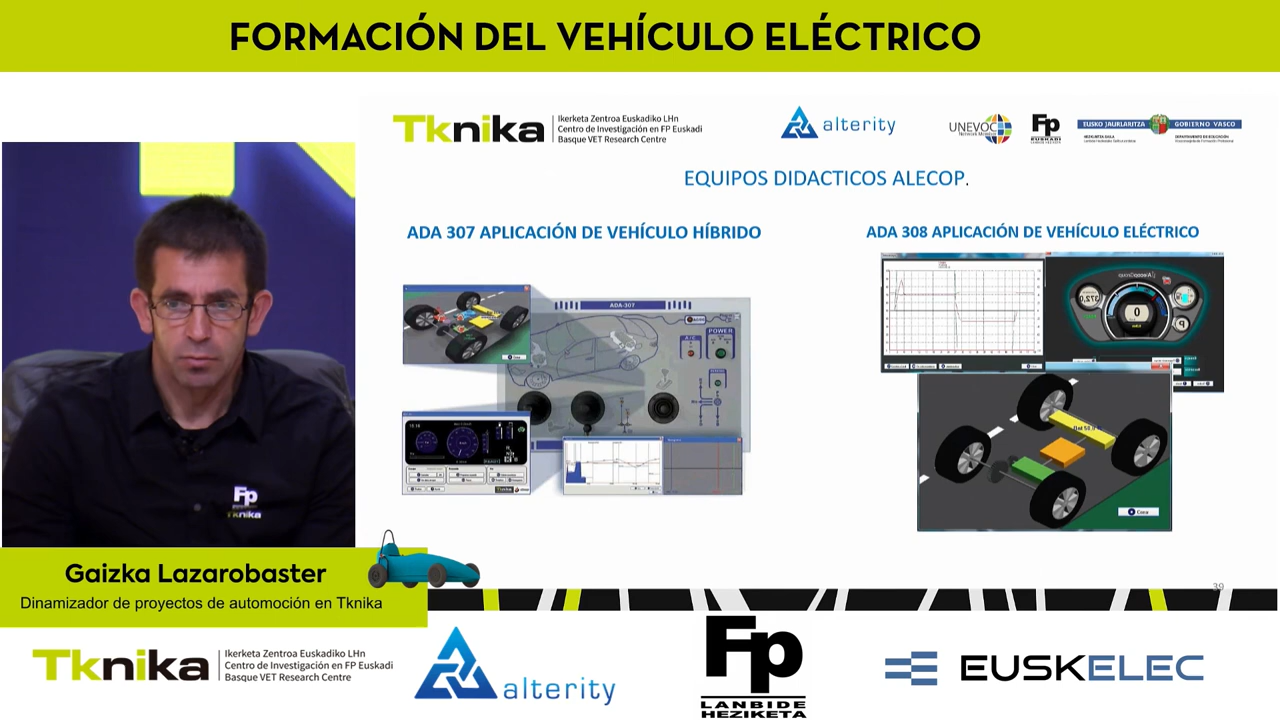 FORMACIÓN DEL VEHÍCULO ELÉCTRICO
Tknika
Ikerketa Zentroa Euskadiko LHn
Centro de Investigación en FP Euskadi
Basque VET Research Centre
alterity
UNEVOC
Fp
EUSKADI
EUSKO JAURLARITZA
GOBIERNO VASCO
EQUIPOS DIDACTICOS ALECOP.
ADA 307 APLICACIÓN DE VEHÍCULO HÍBRIDO
ADA 308 APLICACIÓN DE VEHÍCULO ELÉCTRICO
ADA-307
POWER
0
P
Cerrar
Fp
Tknika
Gaizka Lazarobaster
Dinamizador de proyectos de automoción en Tknika
39
Tknika
Ikerketa Zentroa Euskadiko LHn
Centro de Investigación en FP Euskadi
Basque VET Research Centre
alterity
Fp
LANBIDE
HEZIKETA
EUSKELEC